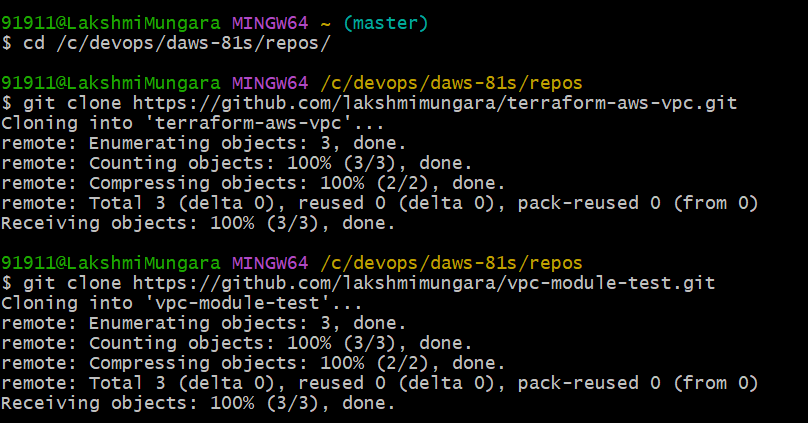 91911@LakshmiMungara MINGW64 ~ (master)
$ cd /c/devops/daws-81s/repos/
91911@LakshmiMungara MINGW64 /c/devops/daws-81s/repos
$ git clone https://github.com/lakshmimungara/terraform-aws-vpc.git
Cloning into 'terraform-aws-vpc'...
remote: Enumerating objects: 3, done.
remote: Counting objects: 100% (3/3), done.
remote: Compressing objects: 100% (2/2), done.
remote: Total 3 (delta 0), reused 0 (delta 0), pack-reused 0 (from 0)
Receiving objects: 100% (3/3), done.
91911@LakshmiMungara MINGW64 /c/devops/daws-81s/repos
$ git clone https://github.com/lakshmimungara/vpc-module-test.git
Cloning into 'vpc-module-test'...
remote: Enumerating objects: 3, done.
remote: Counting objects: 100% (3/3), done.
remote: Compressing objects: 100% (2/2), done.
remote: Total 3 (delta 0), reused 0 (delta 0), pack-reused 0 (from 0)
Receiving objects: 100% (3/3), done.